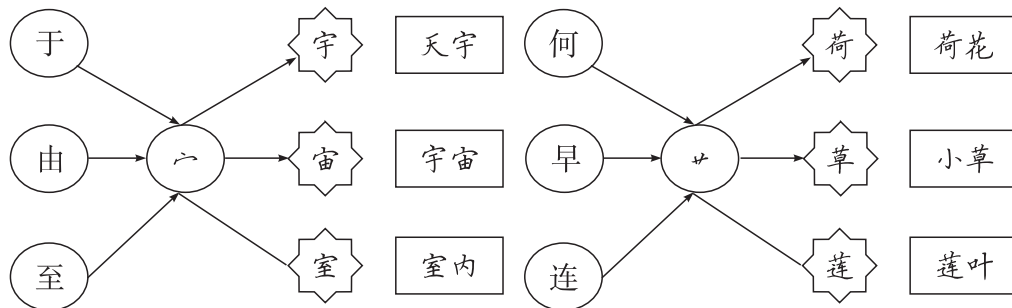 于 宇 天宇 何 荷 荷花
由 宀 宙 宇宙 早 艹 草 小草
至 室 室内 连 莲 莲叶